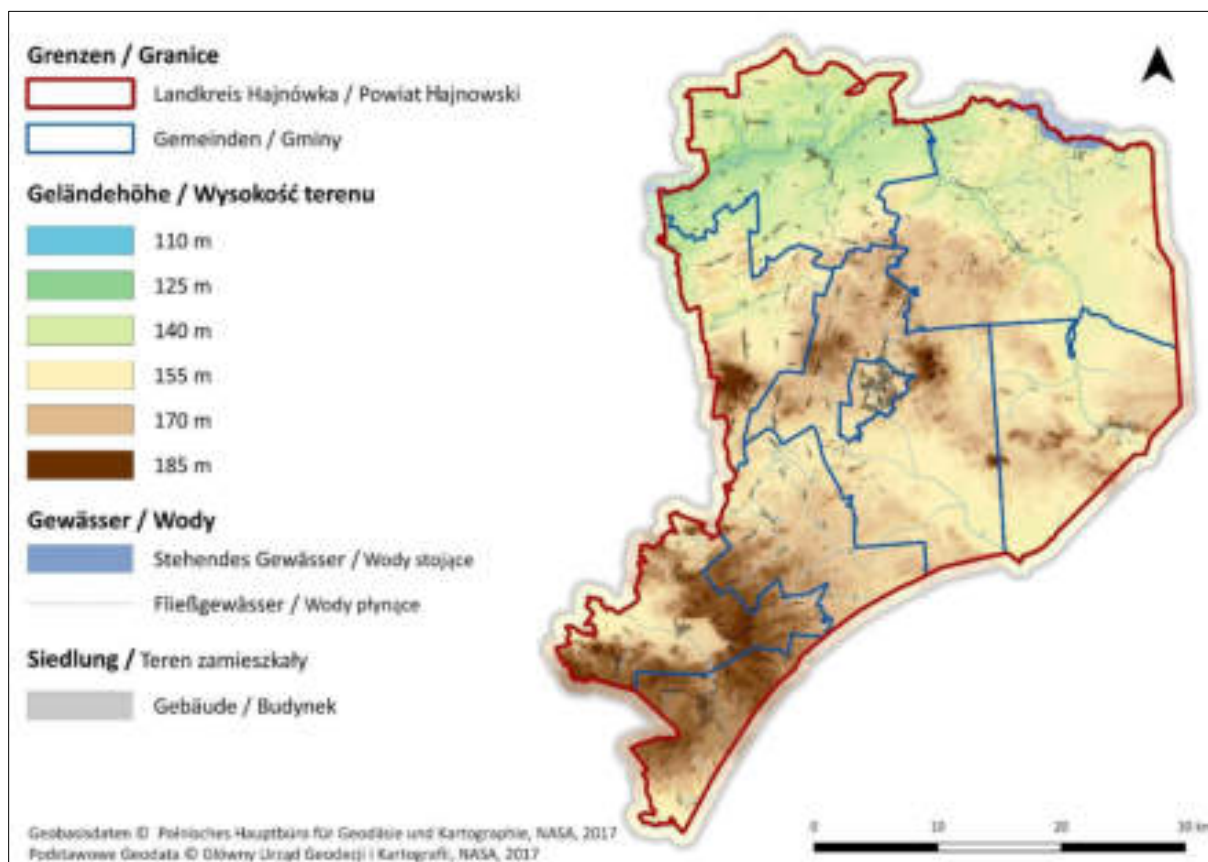 Grenzen / Granice
Landkreis Hajnówka / Powiat Hajnowski
Gemeinden / Gminy
Geländehöhe / Wysokość terenu
110 m
125 m
140 m
155 m
170 m
185 m
Gewässer / Wody
Stehendes Gewässer / Wody stojące
Fließgewässer / Wody płynące
Siedlung / Teren zamieszkały
Gebäude / Budynek
Geobasisdaten © Polnisches Hauptbüro für Geodäsie und Kartographie, NASA, 2017
Podstawowe Geodata © Główny Urząd Geodezji i Kartografii, NASA, 2017
0 10 20 30 km